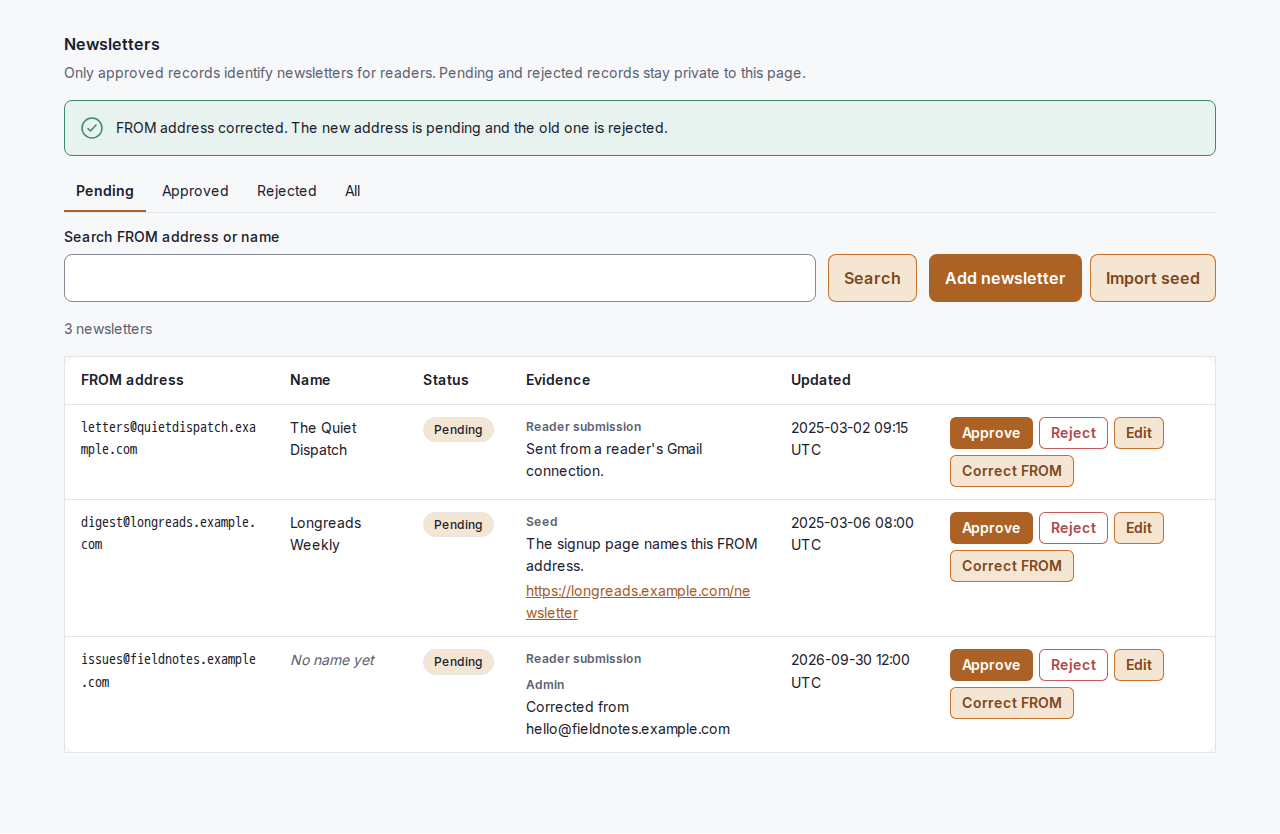 Newsletters
Only approved records identify newsletters for readers. Pending and rejected records stay private to this page.
FROM address corrected. The new address is pending and the old one is rejected.
Pending Approved Rejected All
Search FROM address or name
Search Add newsletter Import seed
3 newsletters
FROM address Name Status Evidence Updated
letters@quietdispatch.exa
mple.com
The Quiet
Dispatch
Pending
Reader submission
Sent from a reader's Gmail
connection.
2025-03-02 09:15
UTC
Approve Reject Edit
Correct FROM
digest@longreads.example.
com
Longreads
Weekly
Pending
Seed
The signup page names this FROM
address.
https://longreads.example.com/ne
wsletter
2025-03-06 08:00
UTC
Approve Reject Edit
Correct FROM
issues@fieldnotes.example
.com
No name yet
Pending
Reader submission
Admin
Corrected from
hello@fieldnotes.example.com
2026-09-30 12:00
UTC
Approve Reject Edit
Correct FROM